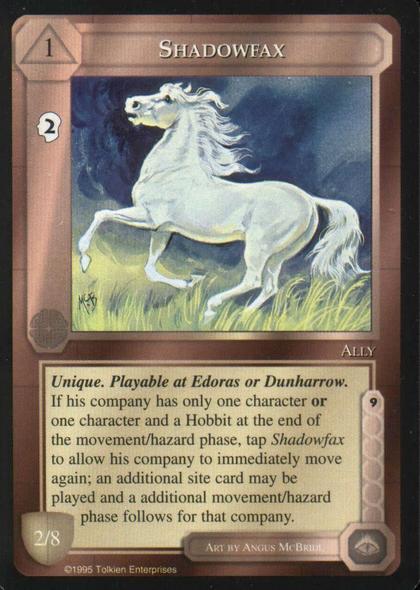 1
SHADOWFAX
2
McB
ALLY
Unique. Playable at Edoras or Dunharrow.
If his company has only one character or
one character and a Hobbit at the end of
the movement/hazard phase, tap Shadowfax
to allow his company to immediately move
again; an additional site card may be
played and a additional movement/hazard
phase follows for that company.
9
2/8
ART BY ANGUS MCBRIDE
©1995 Tolkien Enterprises